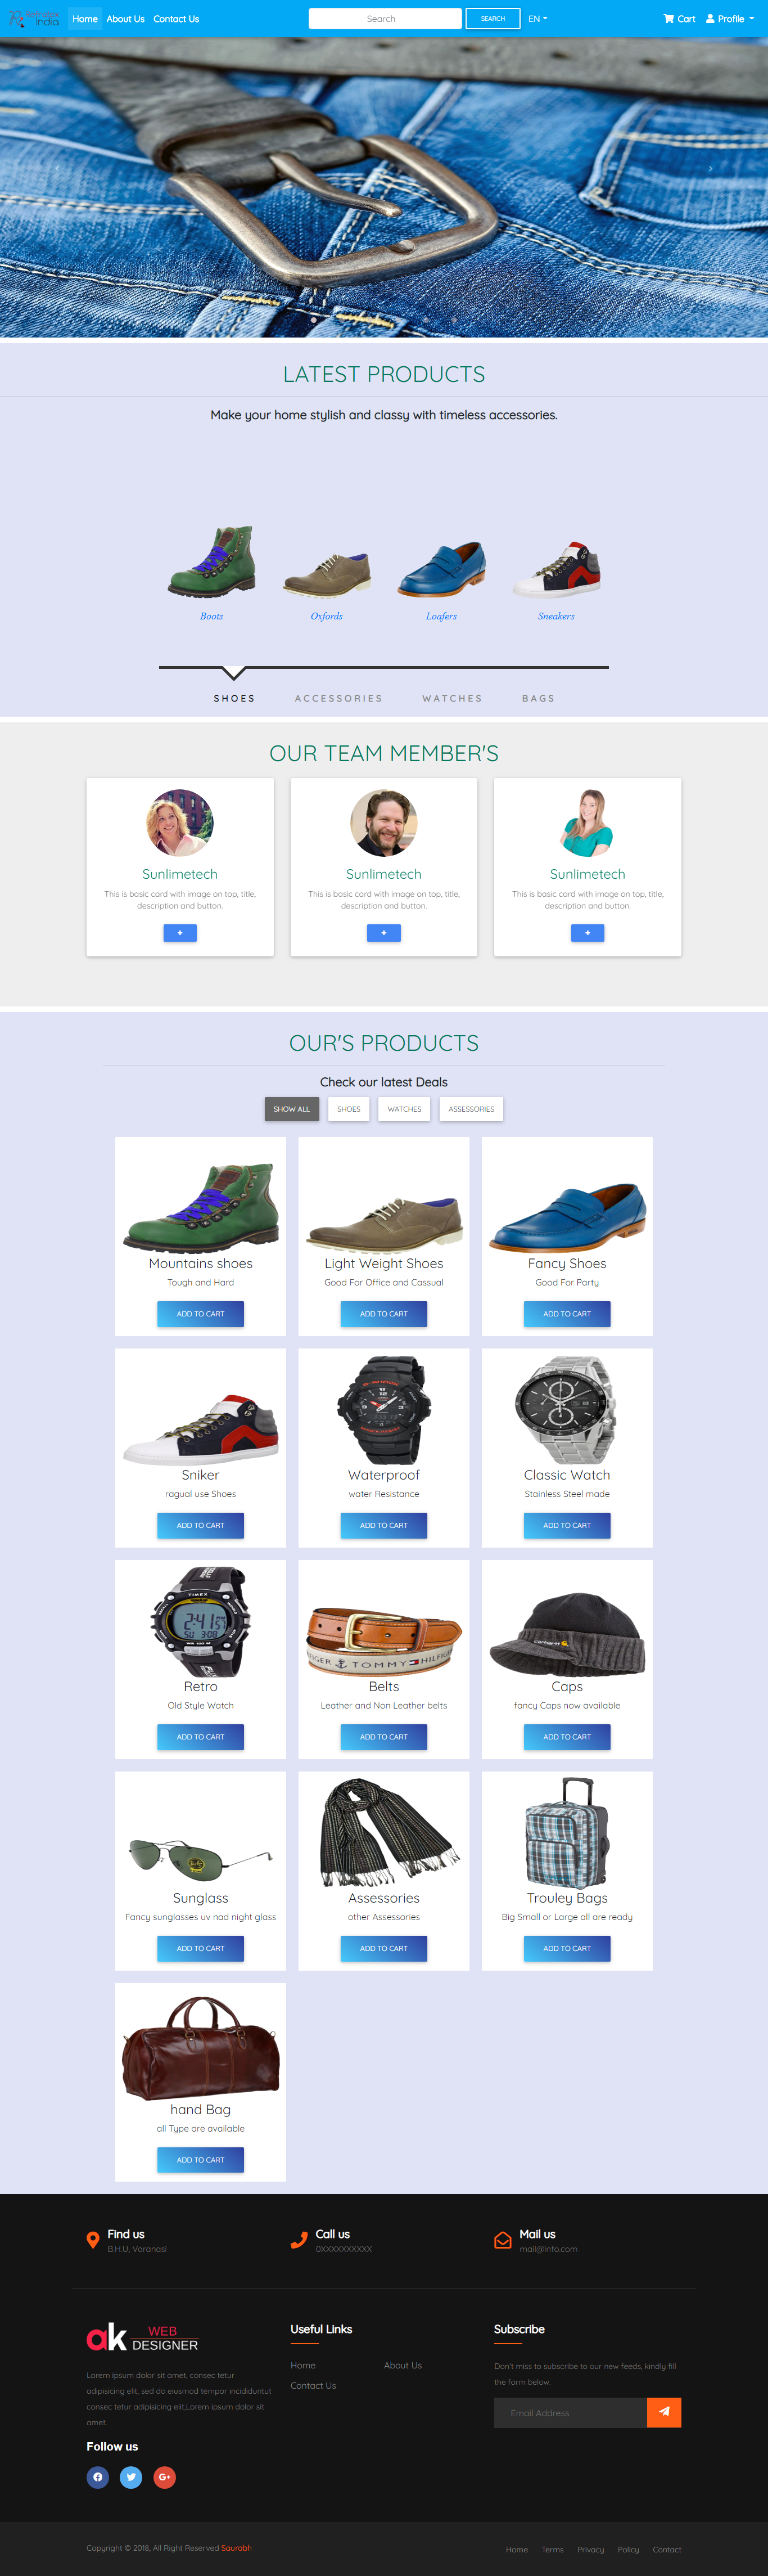 India
Home
About Us
Contact Us
Search
SEARCH
EN
Cart
Profile
LATEST PRODUCTS
Make your home stylish and classy with timeless accessories.
Boots
Oxfords
Loafers
Sneakers
SHOES
ACCESSORIES
WATCHES
BAGS
OUR TEAM MEMBER'S
Sunlimetech
This is basic card with image on top, title,
description and button.
+
Sunlimetech
This is basic card with image on top, title,
description and button.
+
Sunlimetech
This is basic card with image on top, title,
description and button.
+
OUR'S PRODUCTS
Check our latest Deals
SHOW ALL
SHOES
WATCHES
ASSESSORIES
Mountains shoes
Tough and Hard
ADD TO CART
Light Weight Shoes
Good For Office and Cassual
ADD TO CART
Fancy Shoes
Good For Party
ADD TO CART
Sniker
ragual use Shoes
ADD TO CART
Waterproof
water Resistance
ADD TO CART
Classic Watch
Stainless Steel made
ADD TO CART
TIMEX
2:41
SU 3:08
Retro
Old Style Watch
ADD TO CART
FIGER TOMMY HILFIGER
Belts
Leather and Non Leather belts
ADD TO CART
Carhartt
Caps
fancy Caps now available
ADD TO CART
Sunglass
Fancy sunglasses uv nad night glass
ADD TO CART
Assessories
other Assessories
ADD TO CART
Trouley Bags
Big Small or Large all are ready
ADD TO CART
hand Bag
all Type are available
ADD TO CART
Find us
B.H.U, Varanasi
Call us
0XXXXXXXXXX
Mail us
mail@info.com
ak WEB
DESIGNER
Lorem ipsum dolor sit amet, consec tetur
adipisicing elit, sed do eiusmod tempor incididuntut
consec tetur adipisicing elit,Lorem ipsum dolor sit
amet.
Follow us
G+
Useful Links
Home
About Us
Contact Us
Subscribe
Don't miss to subscribe to our new feeds, kindly fill
the form below.
Email Address
Copyright © 2018, All Right Reserved Saurabh
Home
Terms
Privacy
Policy
Contact